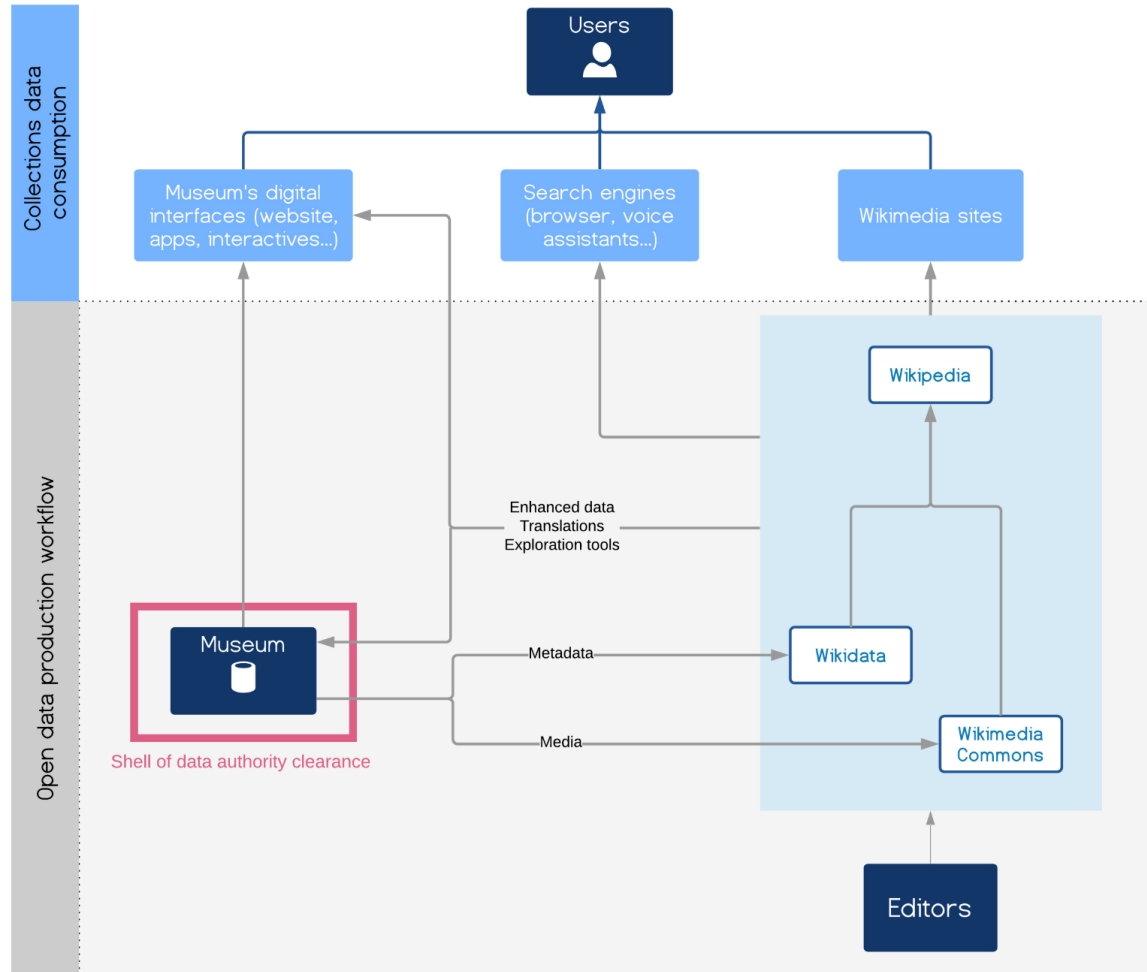 Collections data
consumption
Users
Museum's digital
interfaces (website,
apps, interactives...)
Search engines
(browser, voice
assistants...)
Wikimedia sites
Open data production workflow
Wikipedia
Enhanced data
Translations
Exploration tools
Museum
Metadata
Wikidata
Media
Wikimedia
Commons
Shell of data authority clearance
Editors